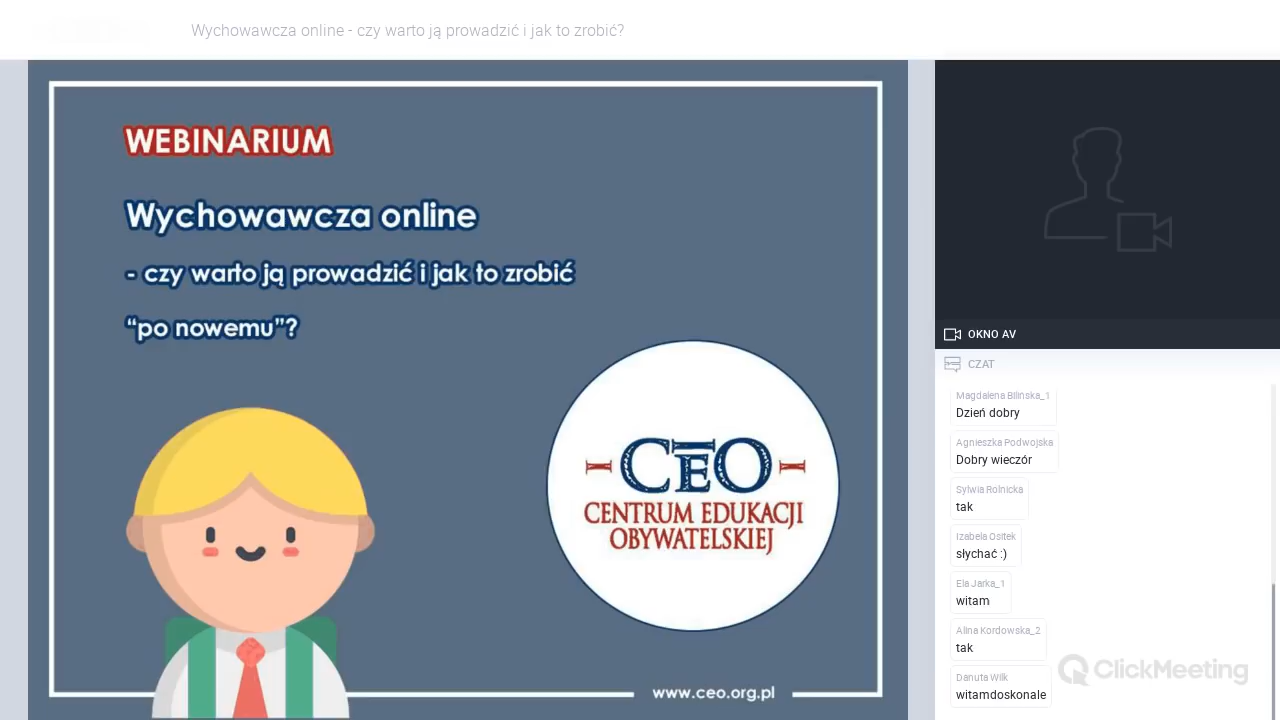 Wychowawcza online - czy warto ją prowadzić i jak to zrobić?
WEBINARIUM
Wychowawcza online
- czy warto ją prowadzić i jak to zrobić
“po nowemu”?
CEO
CENTRUM EDUKACJI
OBYWATELSKIEJ
www.ceo.org.pl
OKNO AV
CZAT
Magdalena Bilińska_1
Dzień dobry
Agnieszka Podwojska
Dobry wieczór
Sylwia Rolnicka
tak
Izabela Ositek
słychać :)
Ela Jarka_1
witam
Alina Kordowska_2
tak
Danuta Wilk
witamdoskonale
ClickMeeting